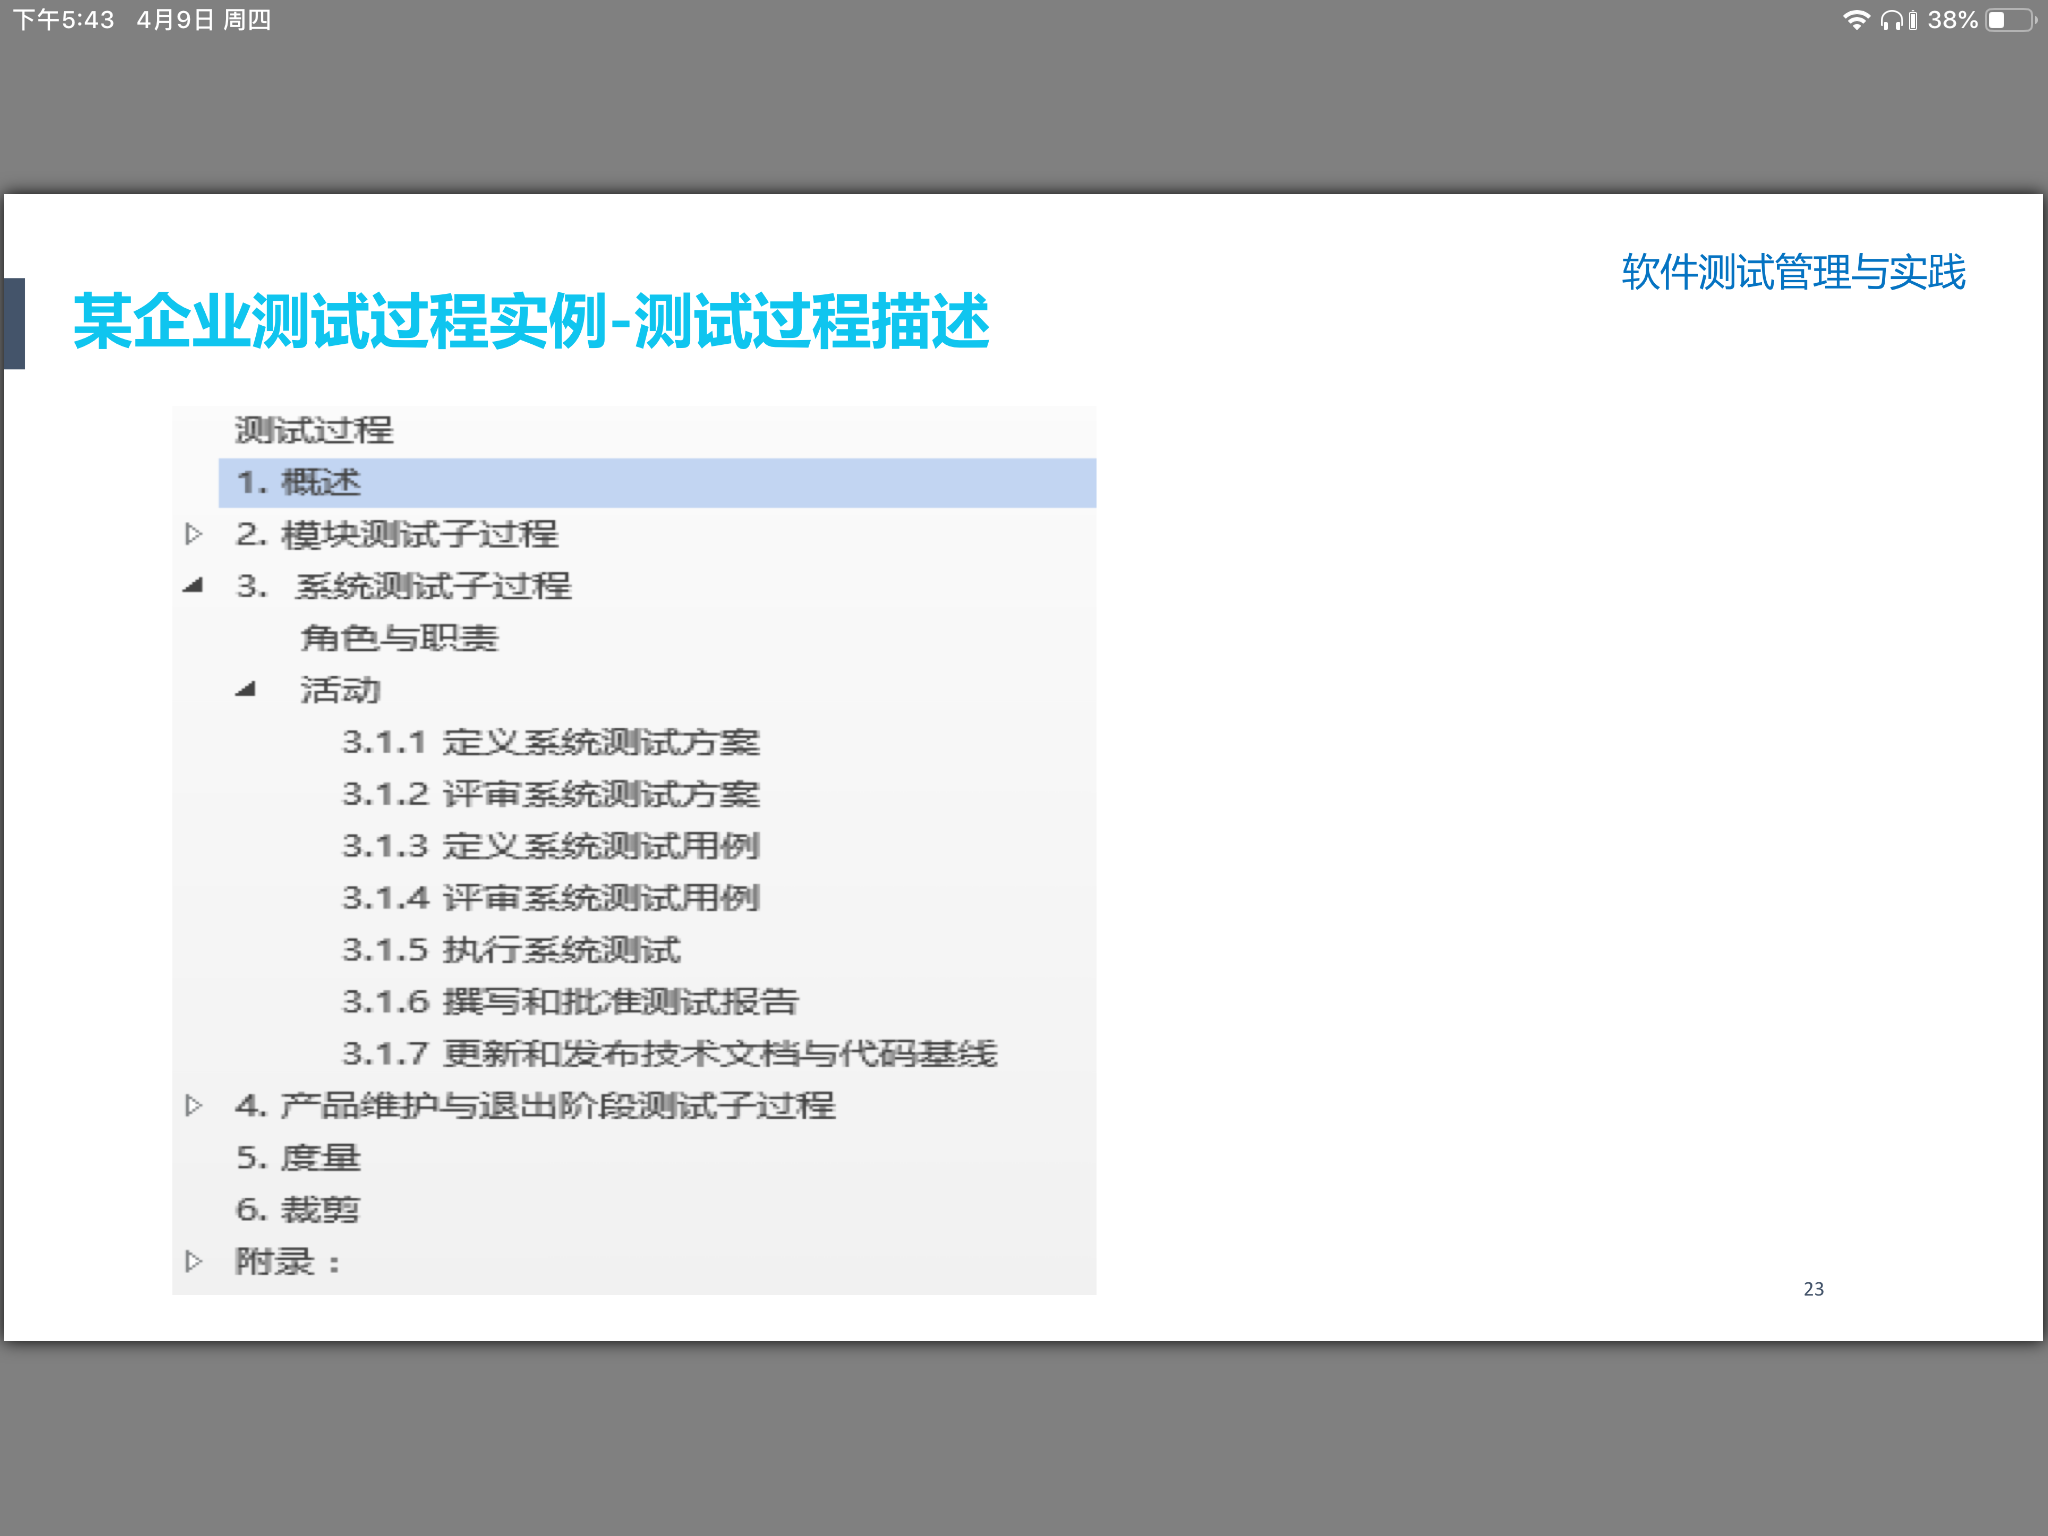 下午5:43 4月9日 周四
38%
软件测试管理与实践
某企业测试过程实例-测试过程描述
测试过程
1. 概述
2. 模块测试子过程
3. 系统测试子过程
角色与职责
活动
3.1.1 定义系统测试方案
3.1.2 评审系统测试方案
3.1.3 定义系统测试用例
3.1.4 评审系统测试用例
3.1.5 执行系统测试
3.1.6 撰写和批准测试报告
3.1.7 更新和发布技术文档与代码基线
4. 产品维护与退出阶段测试子过程
5. 度量
6. 裁剪
附录：
23